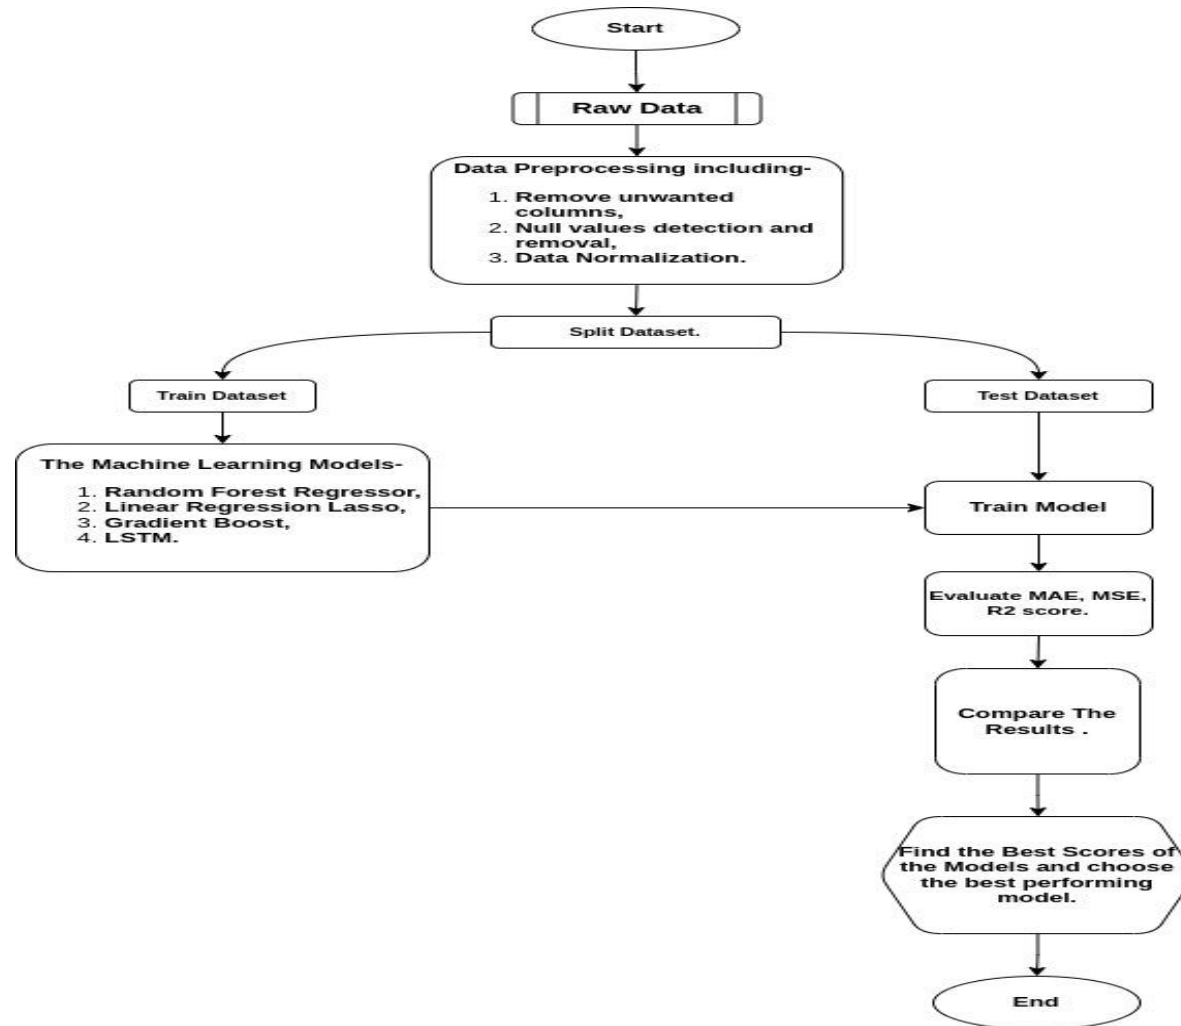 Start
Raw Data
Data Preprocessing including-
1. Remove unwanted
columns,
2. Null values detection and
removal,
3. Data Normalization.
Split Dataset.
Train Dataset
Test Dataset
The Machine Learning Models-
1. Random Forest Regressor,
2. Linear Regression Lasso,
3. Gradient Boost,
4. LSTM.
Train Model
Evaluate MAE, MSE,
R2 score.
Compare The
Results .
Find the Best Scores of
the Models and choose
the best performing
model.
End